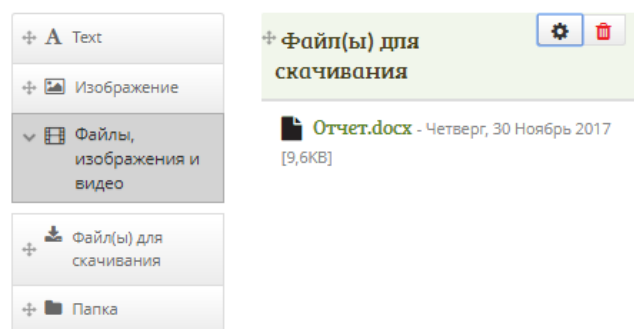 Text
Изображение
Файлы,
изображения и
видео
Файл(ы) для
скачивания
Папка
Файл(ы) для
скачивания
Отчет.docx - Четверг, 30 Ноябрь 2017
[9,6KB]